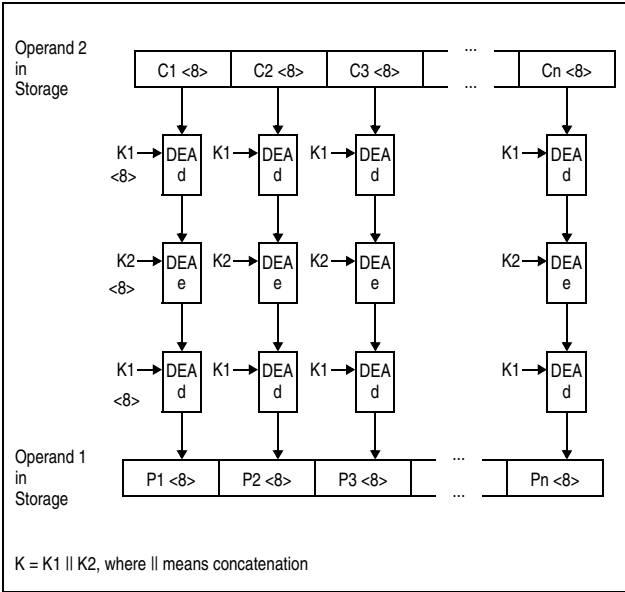 Operand 2
in
Storage
...
C1 <8> C2 <8> C3 <8> ... Cn <8>
K1 DEA K1 DEA K1 DEA K1 DEA
<8> d d d d
K2 DEA K2 DEA K2 DEA K2 DEA
<8> e e e e
K1 DEA K1 DEA K1 DEA K1 DEA
<8> d d d d
Operand 1
in
Storage
...
P1 <8> P2 <8> P3 <8> ... Pn <8>
K = K1 || K2, where || means concatenation